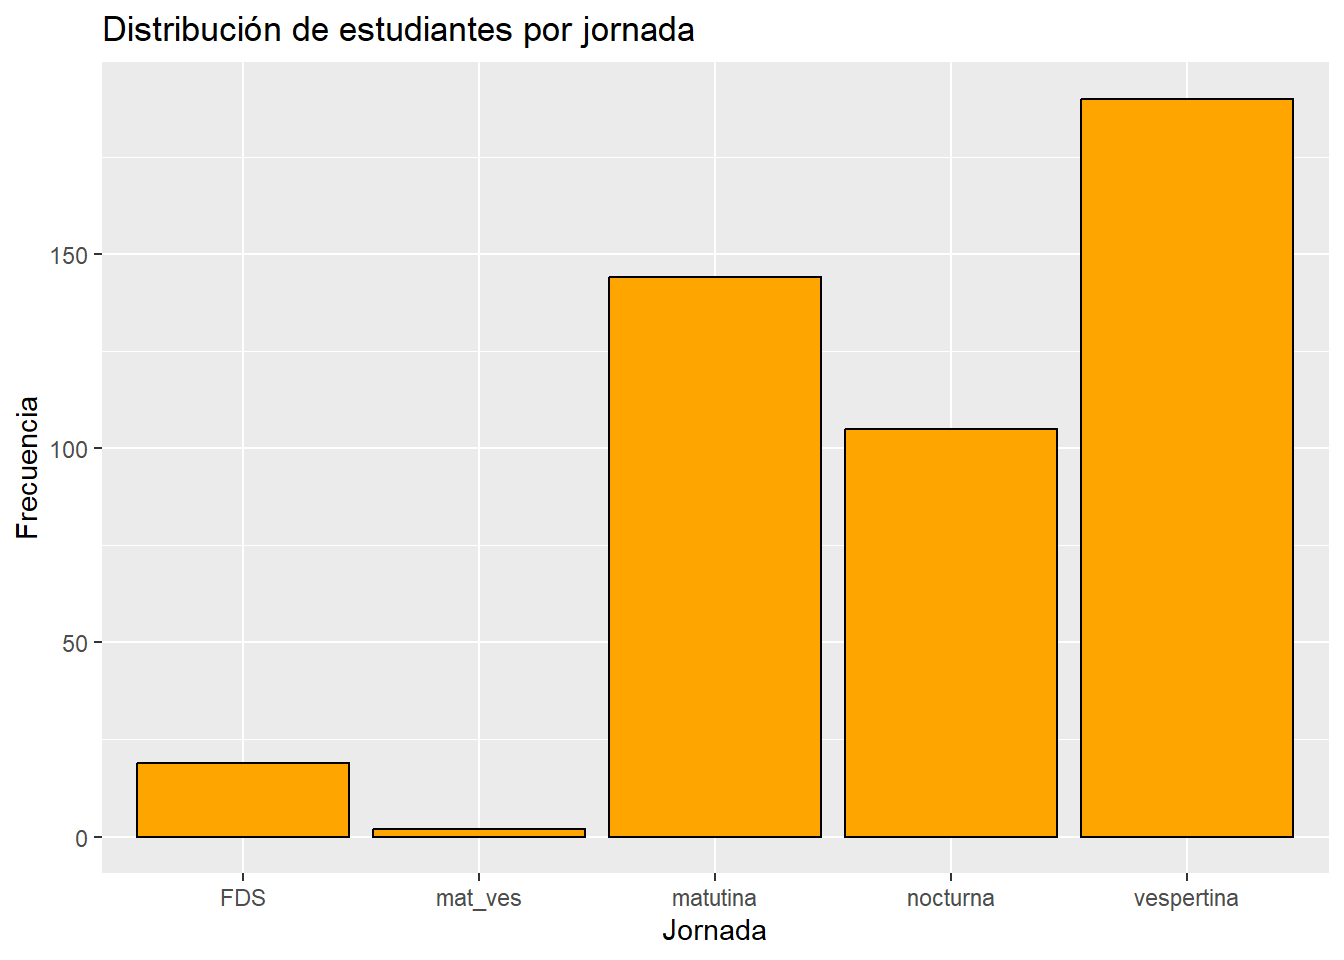 Distribución de estudiantes por jornada
Frecuencia
150
100
50
0
FDS
mat_ves
matutina
nocturna
vespertina
Jornada